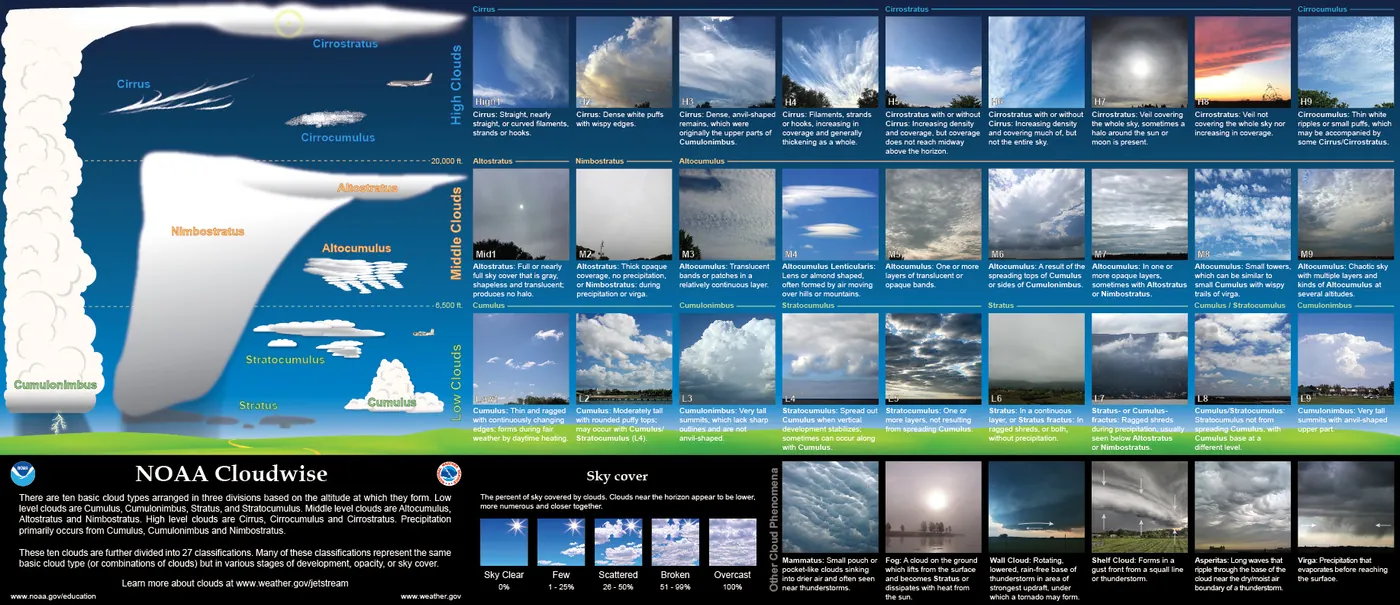 Cirrostratus
Cirrus
Cirrocumulus
High Clouds
20,000 ft.
Altostratus
Nimbostratus
Altocumulus
Middle Clouds
6,500 ft.
Stratocumulus
Cumulonimbus
Stratus
Cumulus
Low Clouds
Cirrus
Cirrostratus
Cirrocumulus
High1
H2
H3
H4
H5
H6
H7
H8
H9
Cirrus: Straight, nearly
straight, or curved filaments,
strands or hooks.
Cirrus: Dense white puffs
with wispy edges.
Cirrus: Dense, anvil-shaped
remains, which were
originally the upper parts of
Cumulonimbus.
Cirrus: Filaments, strands
or hooks, increasing in
coverage and generally
thickening as a whole.
Cirrostratus with or without
Cirrus: Increasing density
and coverage, but coverage
does not reach midway
above the horizon.
Cirrostratus with or without
Cirrus: Increasing density
and covering much of, but
not the entire sky.
Cirrostratus: Veil covering
the whole sky, sometimes a
halo around the sun or
moon is present.
Cirrostratus: Veil not
covering the whole sky nor
increasing in coverage.
Cirrocumulus: Thin white
ripples or small puffs, which
may be accompanied by
some Cirrus/Cirrostratus.
Altostratus
Nimbostratus
Altocumulus
Mid1
M2
M3
M4
M5
M6
M7
M8
M9
Altostratus: Full or nearly
full sky cover that is gray,
shapeless and translucent;
produces no halo.
Altostratus: Thick opaque
coverage, no precipitation,
or Nimbostratus: during
precipitation or virga.
Altocumulus: Translucent
bands or patches in a
relatively continuous layer.
Altocumulus Lenticularis:
Lens or almond shaped,
often formed by air moving
over hills or mountains.
Altocumulus: One or more
layers of translucent or
opaque bands.
Altocumulus: A result of the
spreading tops of Cumulus
or sides of Cumulonimbus.
Altocumulus: In one or
more opaque layers,
sometimes with Altostratus
or Nimbostratus.
Altocumulus: Small towers,
which can be similar to
small Cumulus with wispy
trails of virga.
Altocumulus: Chaotic sky
with multiple layers and
kinds of Altocumulus at
several altitudes.
Cumulus
Cumulonimbus
Stratocumulus
Stratus
Cumulus / Stratocumulus
Cumulonimbus
L2
L3
L4
L5
L6
L7
L8
L9
Cumulus: Thin and ragged
with continuously changing
edges; forms during fair
weather by daytime heating.
Cumulus: Moderately tall
with rounded puffy tops;
may occur with Cumulus/
Stratocumulus (L4).
Cumulonimbus: Very tall
summits, which lack sharp
outlines and are not
anvil-shaped.
Stratocumulus: Spread out
Cumulus when vertical
development stabilizes,
sometimes can occur along
with Cumulus.
Stratocumulus: One or
more layers, not resulting
from spreading Cumulus.
Stratus: In a continuous
layer, or Stratus fractus: In
ragged shreds, or both,
without precipitation.
Stratus- or Cumulus-
fractus: Ragged shreds
during precipitation, usually
seen below Altostratus
or Nimbostratus.
Cumulus/Stratocumulus:
Stratocumulus not from
spreading Cumulus, with
Cumulus base at a
different level.
Cumulonimbus: Very tall
summits with anvil-shaped
upper part.
NOAA
NOAA Cloudwise
There are ten basic cloud types arranged in three divisions based on the altitude at which they form. Low
level clouds are Cumulus, Cumulonimbus, Stratus, and Stratocumulus. Middle level clouds are Altocumulus,
Altostratus and Nimbostratus. High level clouds are Cirrus, Cirrocumulus and Cirrostratus. Precipitation
primarily occurs from Cumulus, Cumulonimbus and Nimbostratus.
These ten clouds are further divided into 27 classifications. Many of these classifications represent the same
basic cloud type (or combinations of clouds) but in various stages of development, opacity, or sky cover.
Learn more about clouds at www.weather.gov/jetstream
www.noaa.gov/education
www.weather.gov
Sky cover
The percent of sky covered by clouds. Clouds near the horizon appear to be lower,
more numerous and closer together.
Sky Clear
0%
Few
1 - 25%
Scattered
26 - 50%
Broken
51 - 99%
Overcast
100%
Other Cloud Phenomena
Mammatus: Small pouch or
pocket-like clouds sinking
into drier air and often seen
near thunderstorms.
Fog: A cloud on the ground
which lifts from the surface
and becomes Stratus or
dissipates with heat from
the sun.
Wall Cloud: Rotating,
lowered, rain-free base of
thunderstorm in area of
strongest updraft, under
which a tornado may form.
Shelf Cloud: Forms in a
gust front from a squall line
or thunderstorm.
Asperitas: Long waves that
ripple through the base of the
cloud near the dry/moist air
boundary of a thunderstorm.
Virga: Precipitation that
evaporates before reaching
the surface.